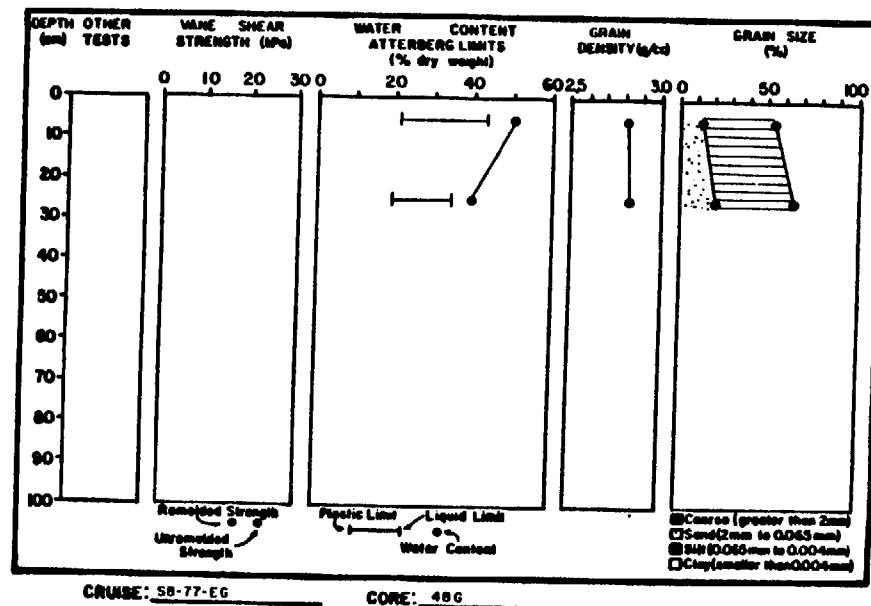 DEPTH (cm)
OTHER TESTS
VANE SHEAR STRENGTH (kPa)
WATER CONTENT
ATTERBERG LIMITS
(% dry weight)
GRAIN DENSITY (g/cc)
GRAIN SIZE (%)
0 10 20 30
0 20 40 60
2.5 3.0
0 50 100
0
10
20
30
40
50
60
70
80
90
100
Remolded Strength
Unremolded Strength
Plastic Limit
Liquid Limit
Water Content
Coarse (greater than 2mm)
Sand (2mm to 0.063mm)
Silt (0.063mm to 0.004mm)
Clay (smaller than 0.004mm)
CRUISE: SB-77-EG
CORE: 48G